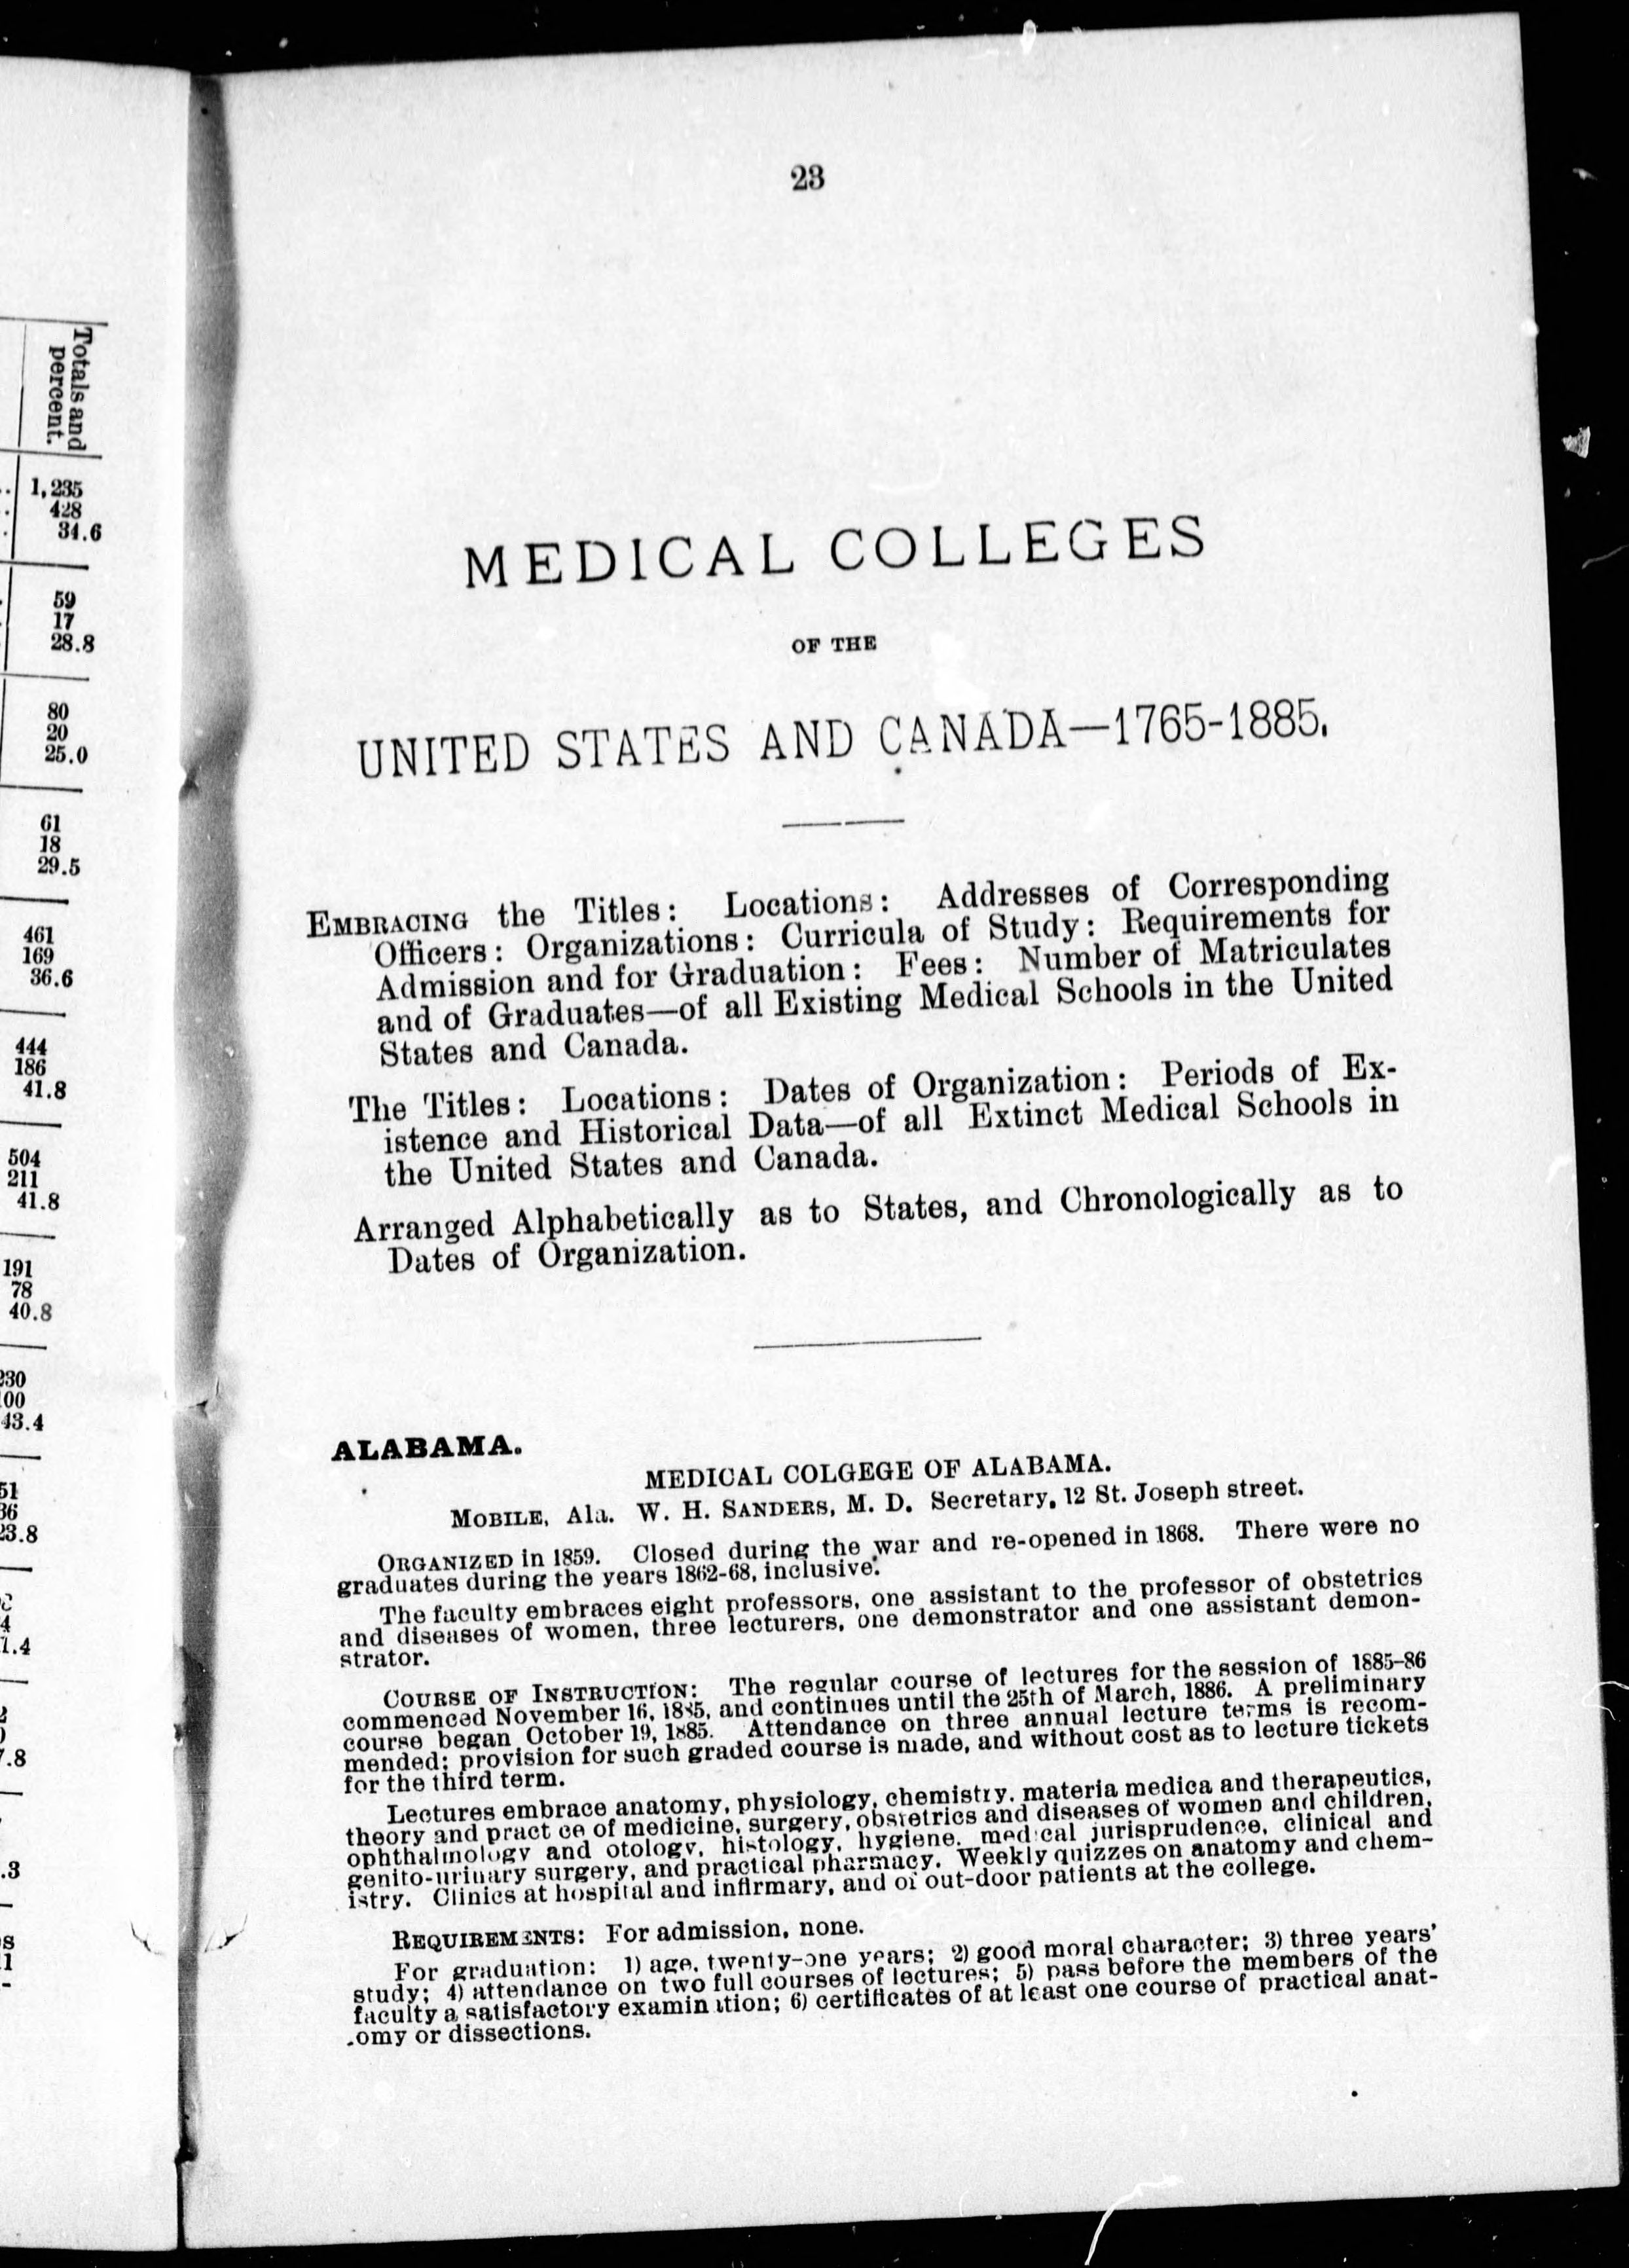 Totals and
percent.
1,235
428
34.6
59
17
28.8
80
20
25.0
61
18
29.5
461
169
36.6
444
186
41.8
504
211
41.8
191
78
40.8
230
100
43.4
51
36
23.8
4
1.4
7.8
.3
23
MEDICAL COLLEGES
OF THE
UNITED STATES AND CANADA—1765-1885.
EMBRACING the Titles: Locations: Addresses of Corresponding
Officers: Organizations: Curricula of Study: Requirements for
Admission and for Graduation: Fees: Number of Matriculates
and of Graduates—of all Existing Medical Schools in the United
States and Canada.
The Titles: Locations: Dates of Organization: Periods of Ex-
istence and Historical Data—of all Extinct Medical Schools in
the United States and Canada.
Arranged Alphabetically as to States, and Chronologically as to
Dates of Organization.
ALABAMA.
MEDICAL COLGEGE OF ALABAMA.
MOBILE, Ala. W. H. SANDERS, M. D. Secretary, 12 St. Joseph street.
ORGANIZED in 1859. Closed during the war and re-opened in 1868. There were no
graduates during the years 1862-68, inclusive.
The faculty embraces eight professors, one assistant to the professor of obstetrics
and diseases of women, three lecturers, one demonstrator and one assistant demon-
strator.
COURSE OF INSTRUCTION: The regular course of lectures for the session of 1885-86
commenced November 16, 1885, and continues until the 25th of March, 1886. A preliminary
course began October 19, 1885. Attendance on three annual lecture terms is recom-
mended; provision for such graded course is made, and without cost as to lecture tickets
for the third term.
Lectures embrace anatomy, physiology, chemistry, materia medica and therapeutics,
theory and pract ce of medicine, surgery, obstetrics and diseases of women and children,
ophthalmology and otology, histology, hygiene, medical jurisprudence, clinical and
genito-urinary surgery, and practical pharmacy. Weekly quizzes on anatomy and chem-
istry. Clinics at hospital and infirmary, and of out-door patients at the college.
REQUIREMENTS: For admission, none.
For graduation: 1) age, twenty-one years; 2) good moral character; 3) three years'
study; 4) attendance on two full courses of lectures; 5) pass before the members of the
faculty a satisfactory examination; 6) certificates of at least one course of practical anat-
omy or dissections.